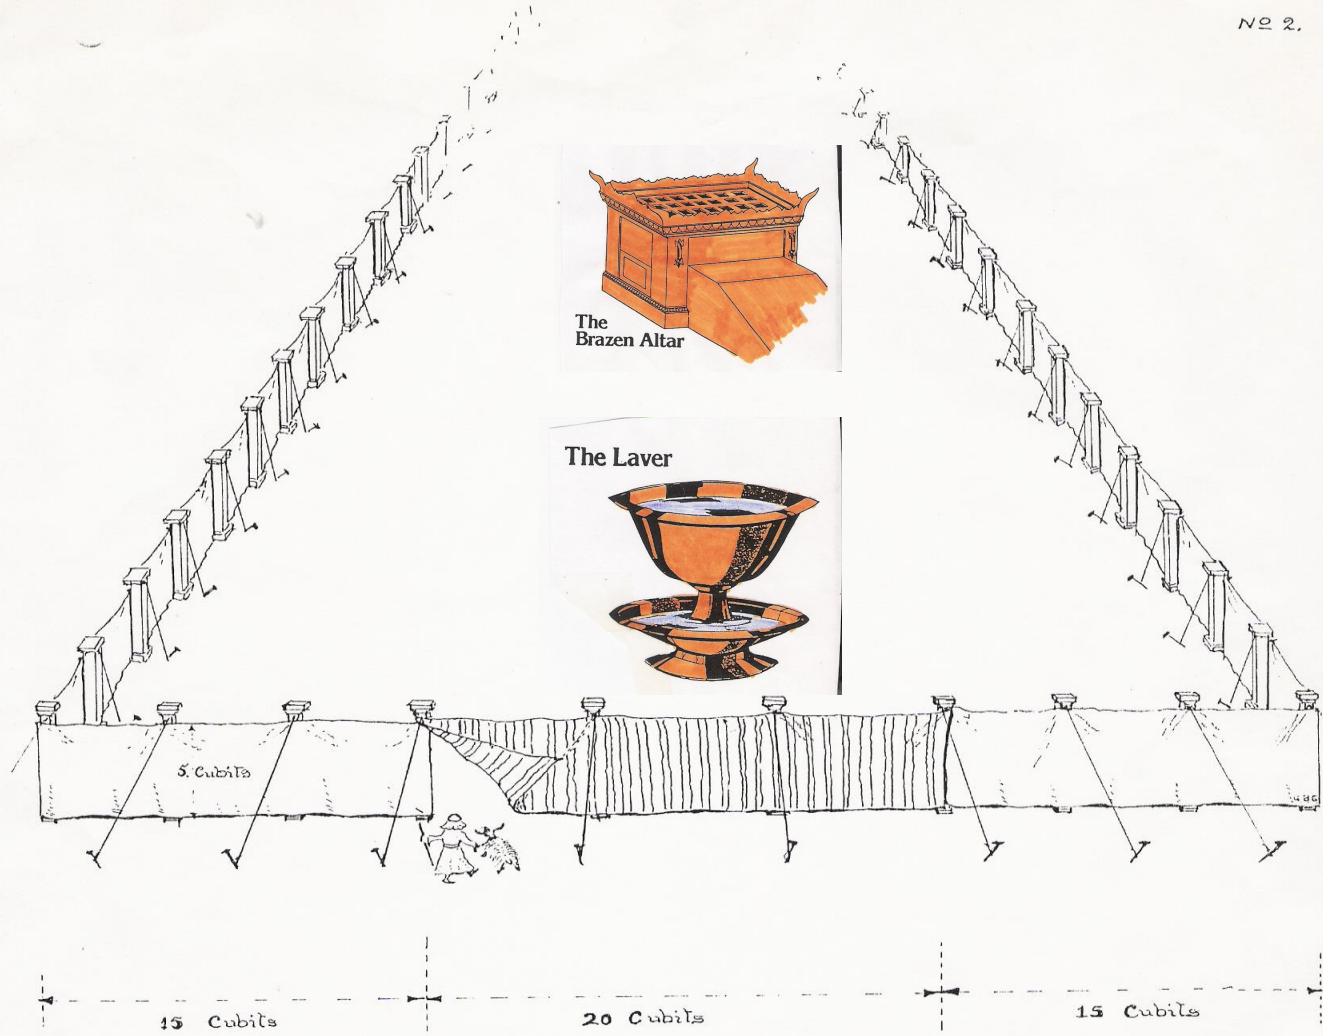 Nº 2.
The
Brazen Altar
The Laver
5. Cubits
15 Cubits
20 Cubits
15 Cubits